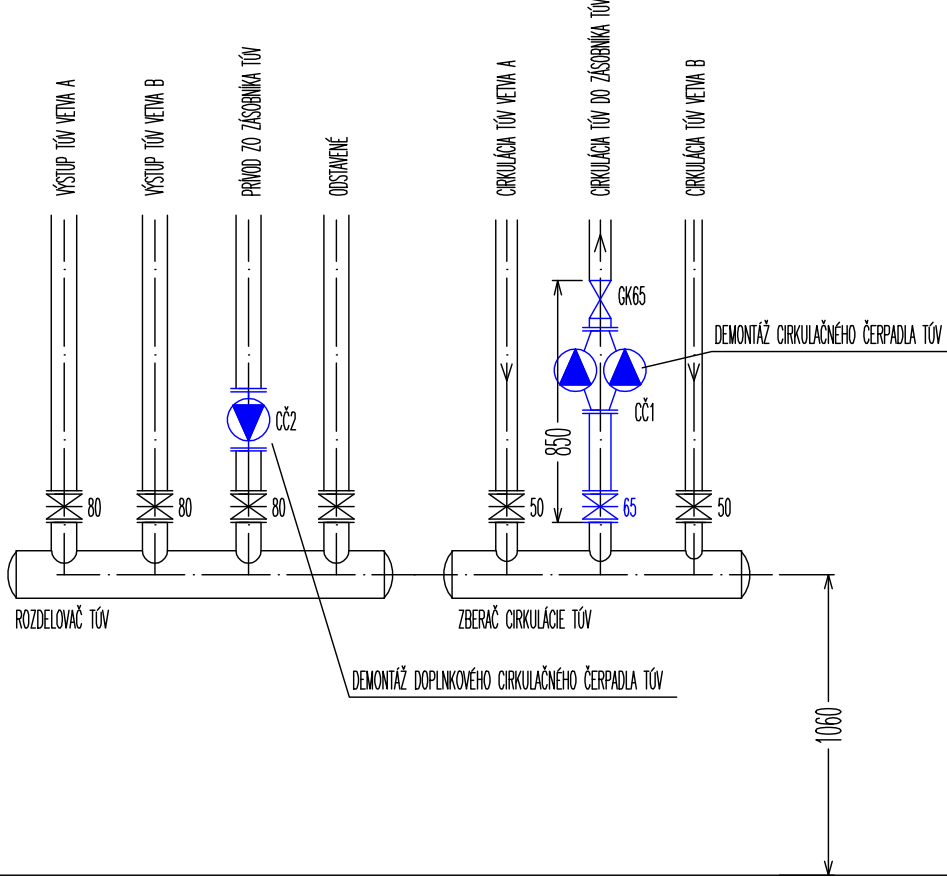 VÝSTUP TÚV VETVA A
VÝSTUP TÚV VETVA B
PRÍVOD ZO ZÁSOBNÍKA TÚV
ODSTAVENÉ
CIRKULÁCIA TÚV VETVA A
CIRKULÁCIA TÚV DO ZÁSOBNÍKA TÚV
CIRKULÁCIA TÚV VETVA B
GK65
DEMONTÁŽ CIRKULAČNÉHO ČERPADLA TÚV
CČ2
CČ1
850
80
80
80
50
65
50
ROZDELOVAČ TÚV
ZBERAČ CIRKULÁCIE TÚV
DEMONTÁŽ DOPLNKOVÉHO CIRKULAČNÉHO ČERPADLA TÚV
1060